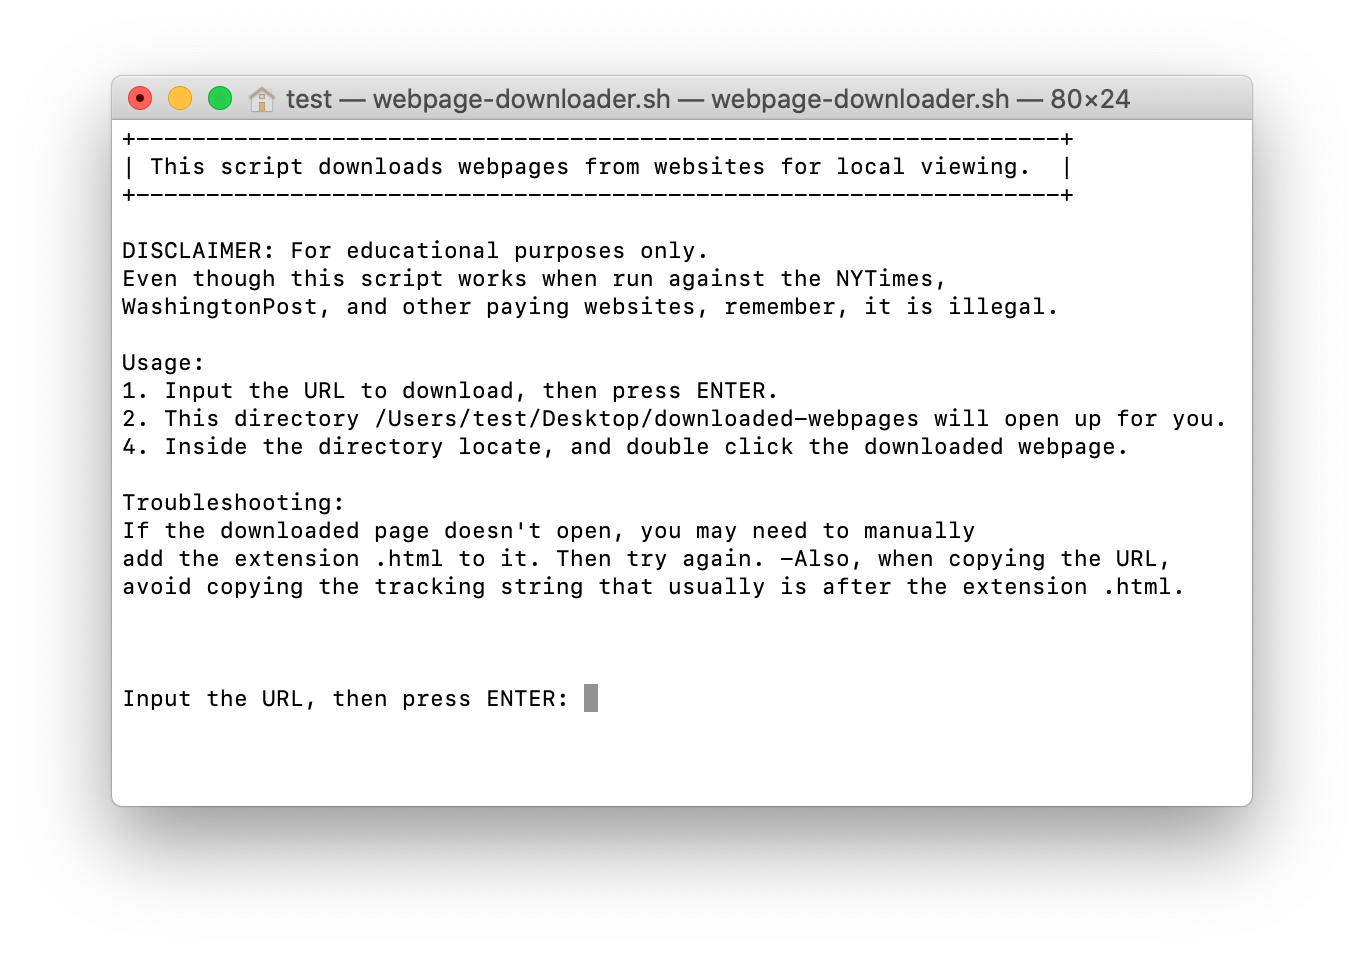 test — webpage-downloader.sh — webpage-downloader.sh — 80×24
+------------------------------------------------------------------+
| This script downloads webpages from websites for local viewing.  |
+------------------------------------------------------------------+
DISCLAIMER: For educational purposes only.
Even though this script works when run against the NYTimes,
WashingtonPost, and other paying websites, remember, it is illegal.
Usage:
1. Input the URL to download, then press ENTER.
2. This directory /Users/test/Desktop/downloaded-webpages will open up for you.
4. Inside the directory locate, and double click the downloaded webpage.
Troubleshooting:
If the downloaded page doesn't open, you may need to manually
add the extension .html to it. Then try again. -Also, when copying the URL,
avoid copying the tracking string that usually is after the extension .html.
Input the URL, then press ENTER: